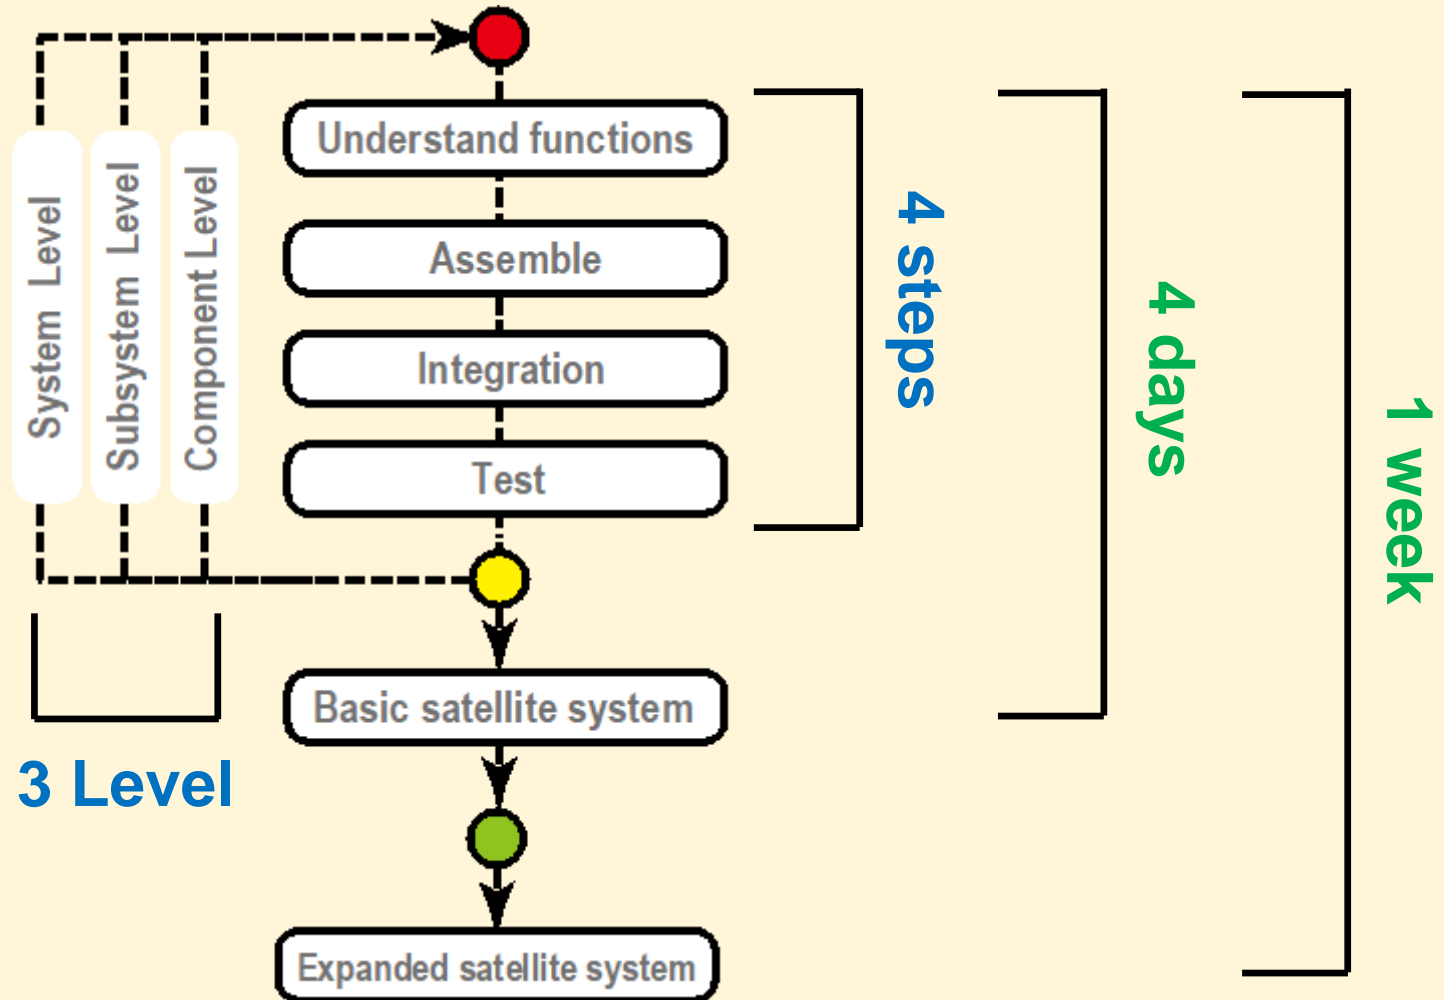 System Level
Subsystem Level
Component Level
Understand functions
Assemble
Integration
Test
4 steps
4 days
1 week
Basic satellite system
3 Level
Expanded satellite system